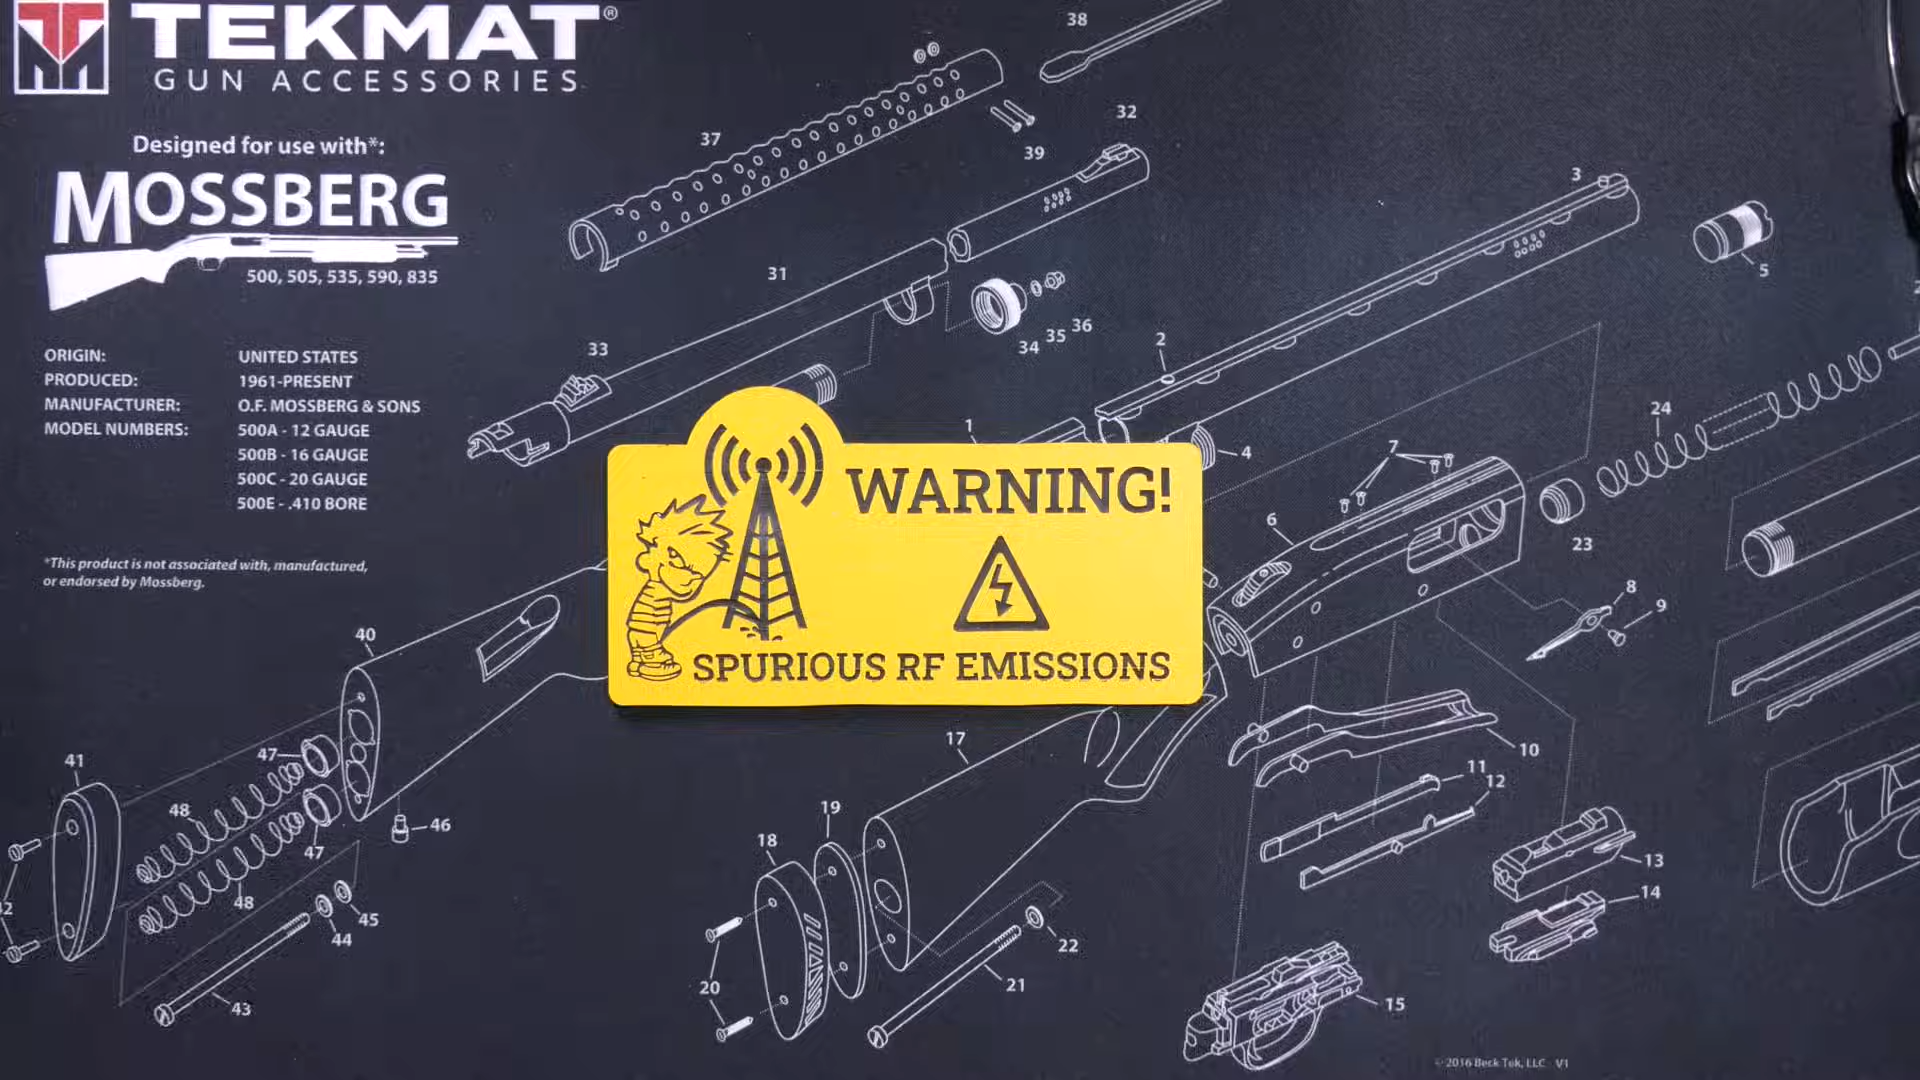 TEKMAT®
GUN ACCESSORIES
Designed for use with*:
MOSSBERG
500, 505, 535, 590, 835
ORIGIN: UNITED STATES
PRODUCED: 1961-PRESENT
MANUFACTURER: O.F. MOSSBERG & SONS
MODEL NUMBERS: 500A - 12 GAUGE
500B - 16 GAUGE
500C - 20 GAUGE
500E - .410 BORE
*This product is not associated with, manufactured,
or endorsed by Mossberg.
38
37
39
32
3
5
31
34
35
36
33
2
1
4
7
24
6
23
8
9
WARNING!
SPURIOUS RF EMISSIONS
40
41
47
48
47
48
46
45
44
43
17
19
18
20
22
21
10
11
12
13
14
15
© 2016 Beck Tek, LLC - V1